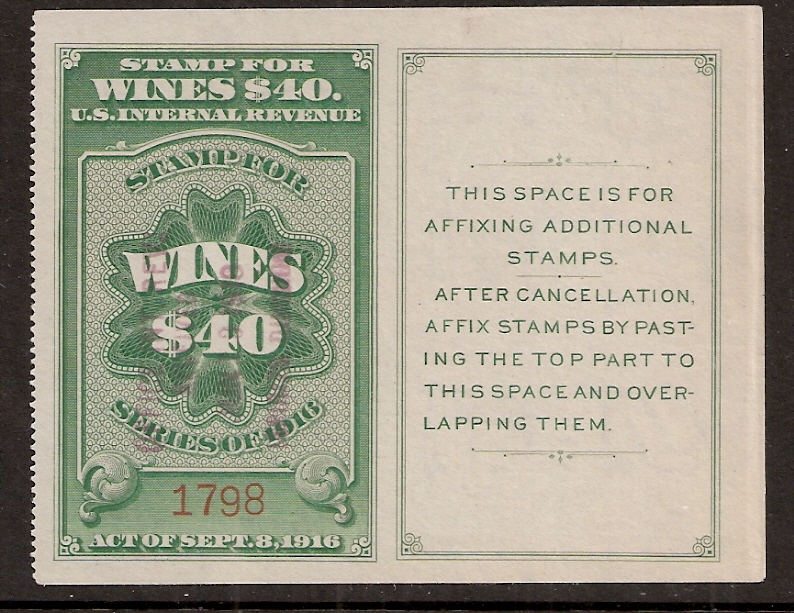 STAMP FOR
WINES $40.
U.S. INTERNAL REVENUE
STAMP FOR
WINES
$40
SERIES OF 1916
1798
ACT OF SEPT. 8, 1916
THIS SPACE IS FOR
AFFIXING ADDITIONAL
STAMPS.
AFTER CANCELLATION,
AFFIX STAMPS BY PAST-
ING THE TOP PART TO
THIS SPACE AND OVER-
LAPPING THEM.